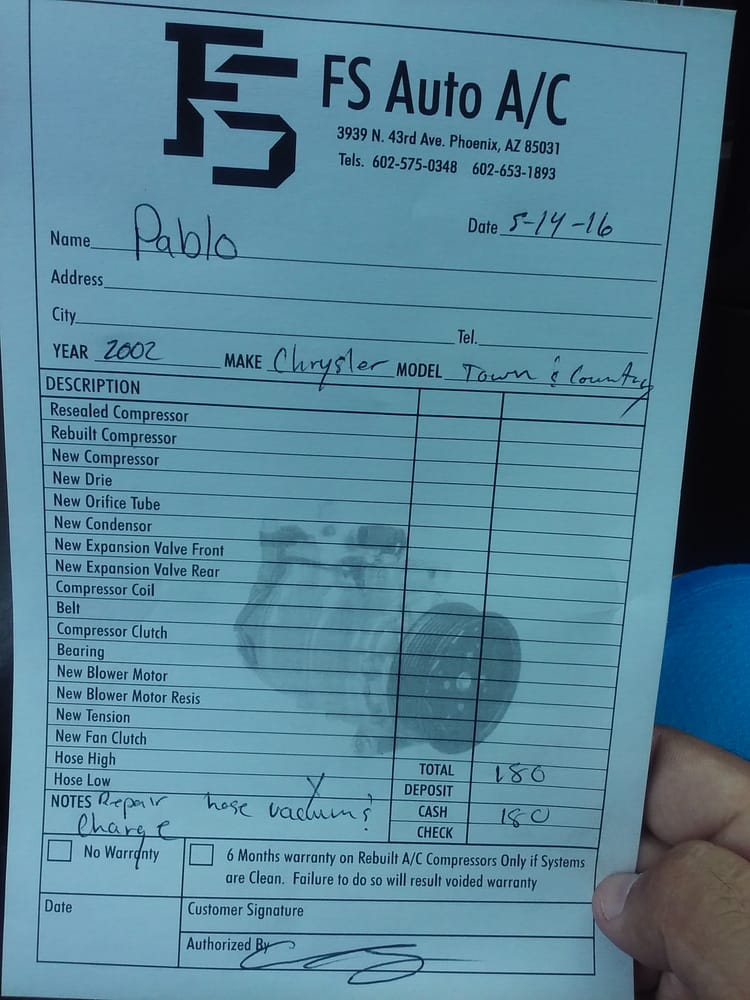 FS FS Auto A/C
3939 N. 43rd Ave. Phoenix, AZ 85031
Tels. 602-575-0348 602-653-1893
Name Pablo Date 5-14-16
Address
City Tel.
YEAR 2002 MAKE Chrysler MODEL Town & Country
DESCRIPTION
Resealed Compressor
Rebuilt Compressor
New Compressor
New Drie
New Orifice Tube
New Condensor
New Expansion Valve Front
New Expansion Valve Rear
Compressor Coil
Belt
Compressor Clutch
Bearing
New Blower Motor
New Blower Motor Resis
New Tension
New Fan Clutch
Hose High TOTAL 180
Hose Low X DEPOSIT
NOTES Repair hose vacuum & CASH 180
Charge CHECK
No Warranty 6 Months warranty on Rebuilt A/C Compressors Only if Systems
are Clean. Failure to do so will result voided warranty
Date Customer Signature
Authorized By